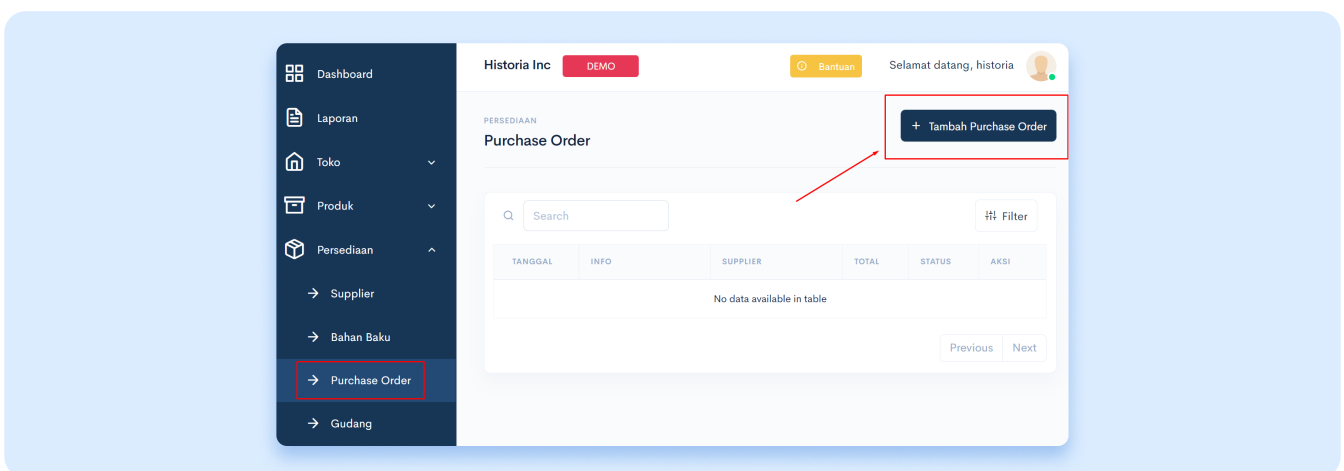 Dashboard
Laporan
Toko
Produk
Persediaan
Supplier
Bahan Baku
Purchase Order
Gudang
Historia Inc
DEMO
Bantuan
Selamat datang, historia
PERSEDIAAN
Purchase Order
+ Tambah Purchase Order
Search
Filter
TANGGAL INFO SUPPLIER TOTAL STATUS AKSI
No data available in table
Previous Next